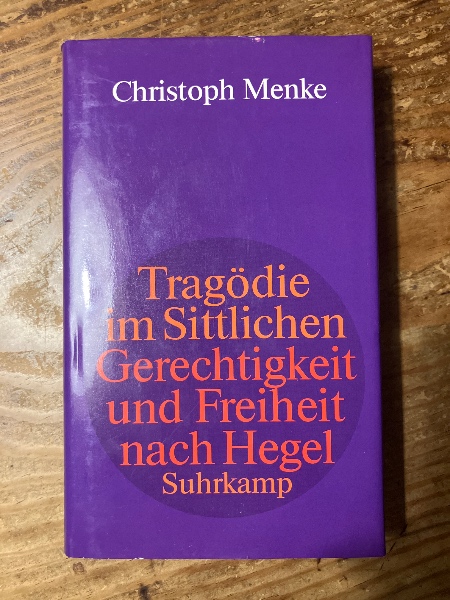 Christoph Menke
Tragödie
im Sittlichen
Gerechtigkeit
und Freiheit
nach Hegel
Suhrkamp